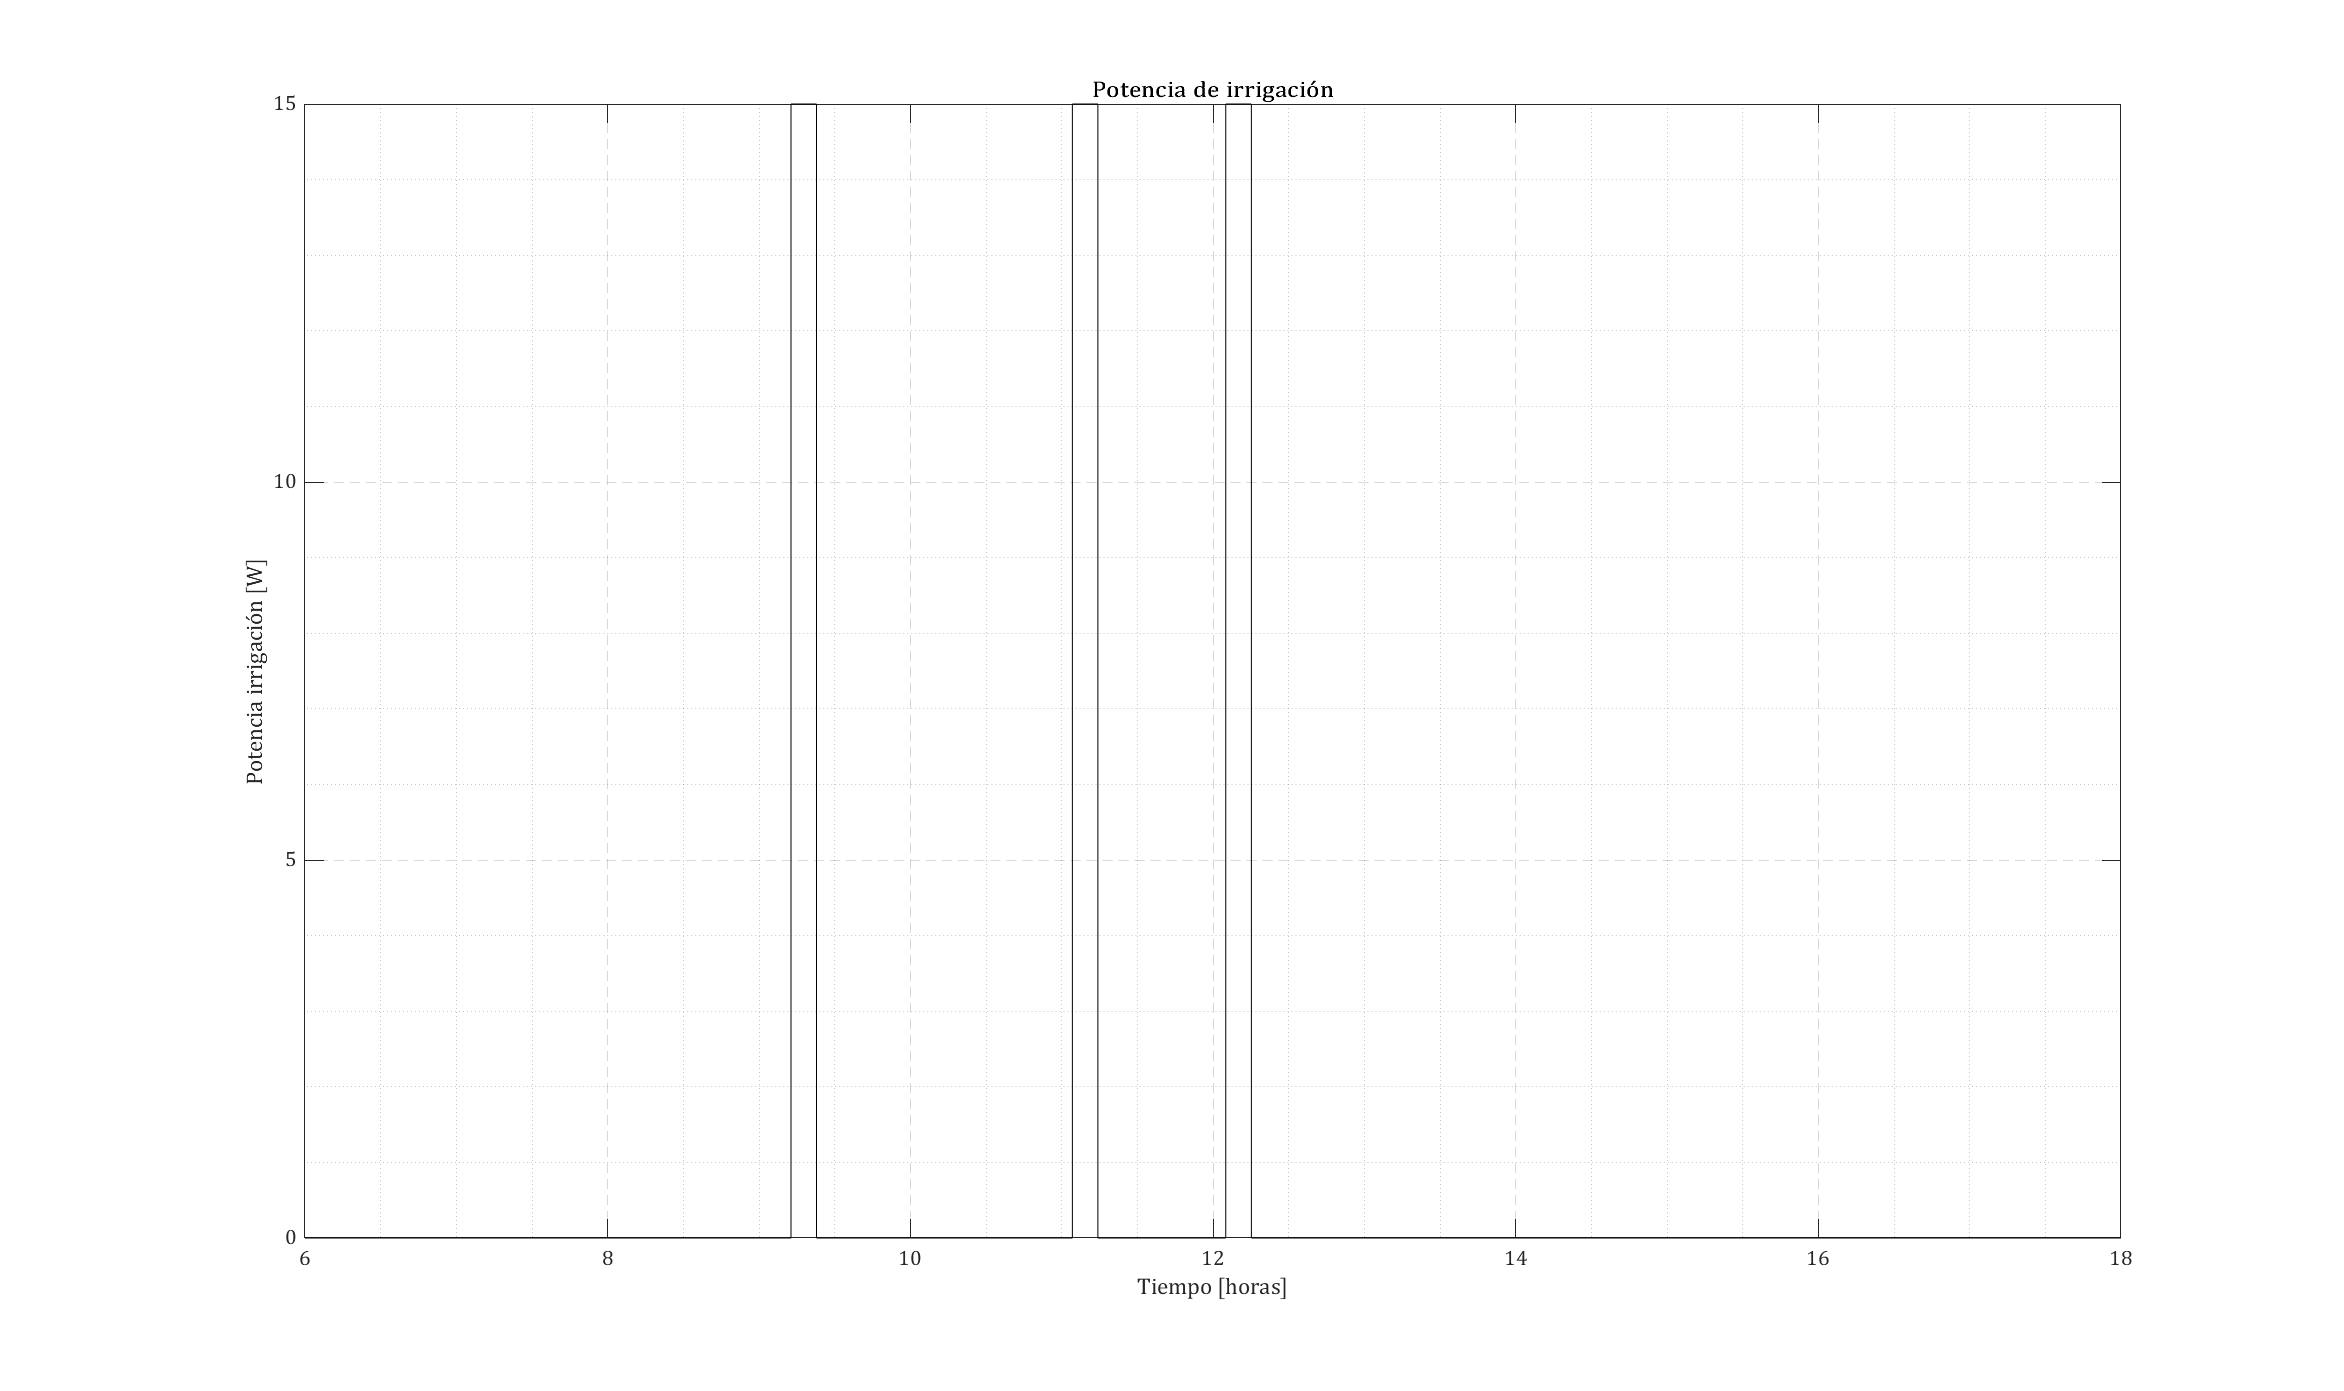 Potencia de irrigación
15
10
5
0
Potencia irrigación [W]
6 8 10 12 14 16 18
Tiempo [horas]